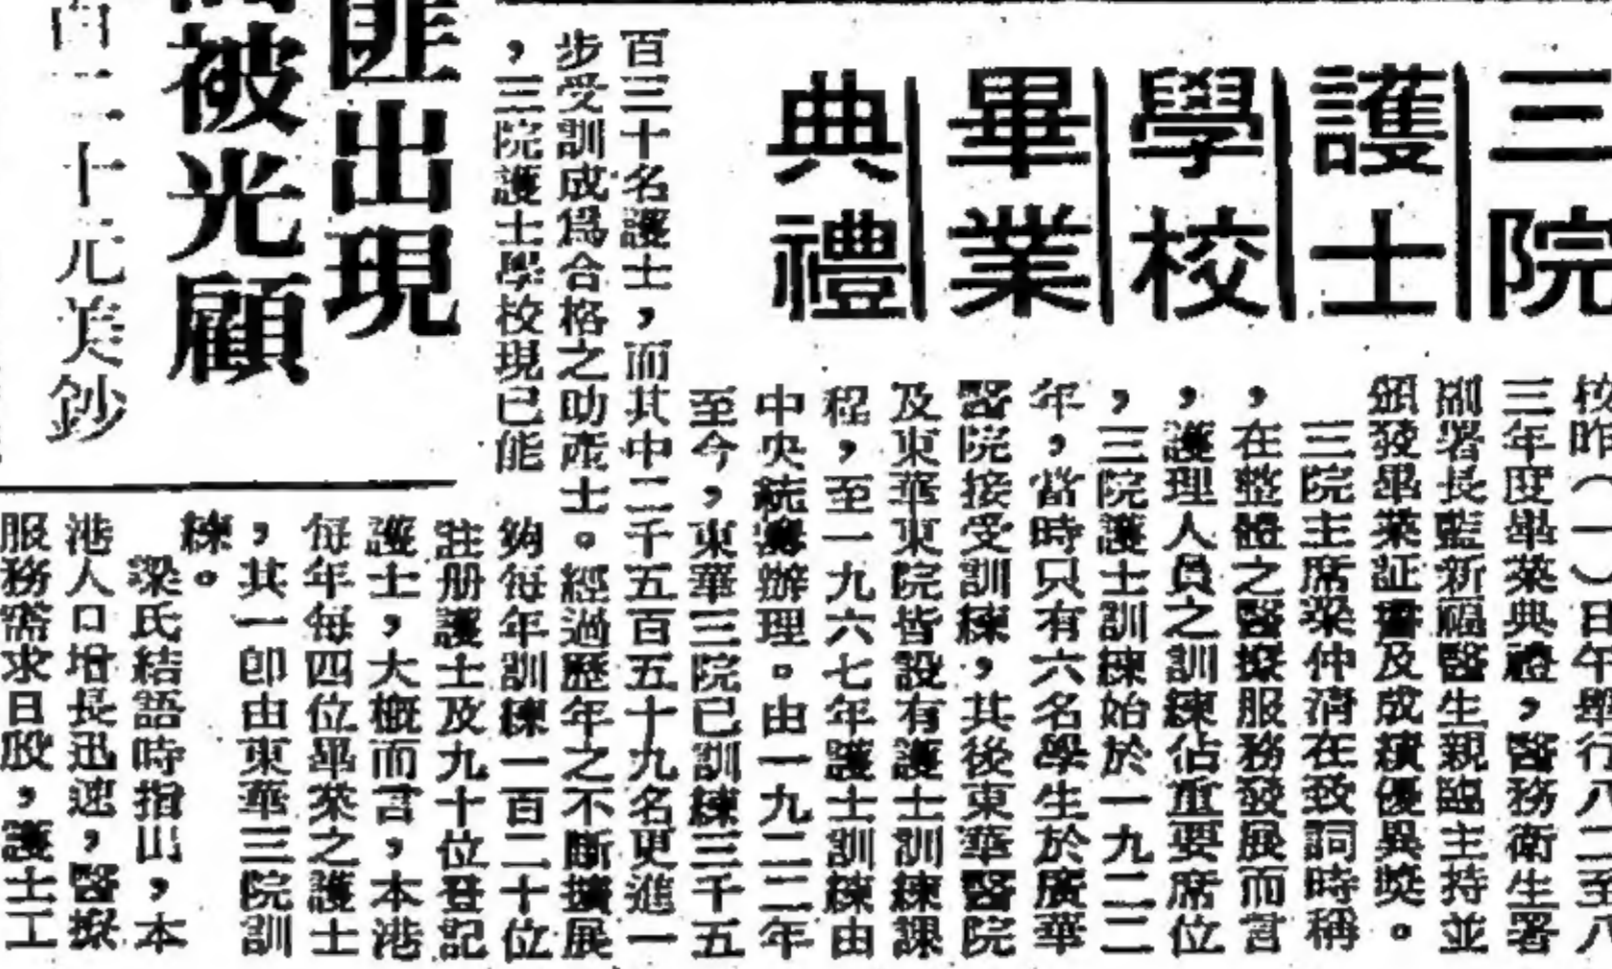 三院
護士
學校
畢業
典禮
校昨（一）日午舉行八二至八
三年度畢業典禮，醫務衛生署
副署長藍新福醫生親臨主持並
頒發畢業証書及成績優異獎。
三院主席梁仲清在致詞時稱
，在整體之醫療服務發展而言
，護理人員之訓練佔重要席位
，三院護士訓練始於一九二二
年，當時只有六名學生於廣華
醫院接受訓練，其後東華醫院
及東華東院皆設有護士訓練課
程，至一九六七年護士訓練由
中央統籌辦理。由一九二二年
至今，東華三院已訓練三千五
百三十名護士，而其中二千五百五十九名更進一
步受訓成爲合格之助產士。經過歷年之不斷擴展
，三院護士學校現已能
夠每年訓練一百二十位
註册護士及九十位登記
護士，大概而言，本港
每年每四位畢業之護士
，其一卽由東華三院訓
練。
梁氏結語時指出，本
港人口增長迅速，醫療
服務需求日殷，護士工
匪出現
被光顧
百二十元美鈔